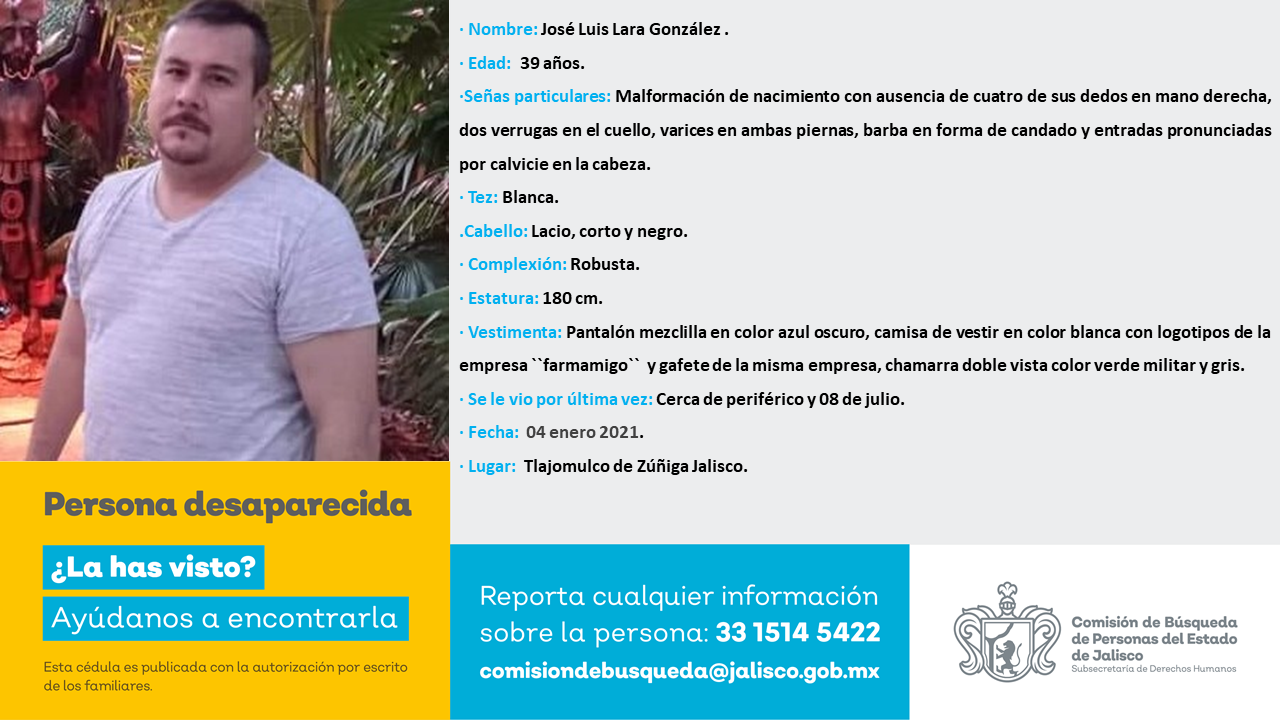 · Nombre: José Luis Lara González .
· Edad: 39 años.
·Señas particulares: Malformación de nacimiento con ausencia de cuatro de sus dedos en mano derecha,
dos verrugas en el cuello, varices en ambas piernas, barba en forma de candado y entradas pronunciadas
por calvicie en la cabeza.
· Tez: Blanca.
.Cabello: Lacio, corto y negro.
· Complexión: Robusta.
· Estatura: 180 cm.
· Vestimenta: Pantalón mezclilla en color azul oscuro, camisa de vestir en color blanca con logotipos de la
empresa ``farmamigo`` y gafete de la misma empresa, chamarra doble vista color verde militar y gris.
· Se le vio por última vez: Cerca de periférico y 08 de julio.
· Fecha: 04 enero 2021.
· Lugar: Tlajomulco de Zúñiga Jalisco.
Persona desaparecida
¿La has visto?
Ayúdanos a encontrarla
Esta cédula es publicada con la autorización por escrito
de los familiares.
Reporta cualquier información
sobre la persona: 33 1514 5422
comisiondebusqueda@jalisco.gob.mx
Comisión de Búsqueda
de Personas del Estado
de Jalisco
Subsecretaría de Derechos Humanos